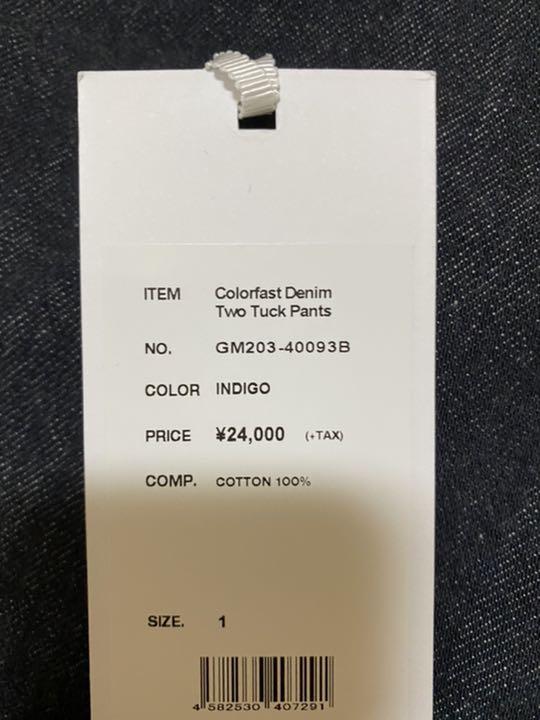 ITEM Colorfast Denim
Two Tuck Pants
NO. GM203-40093B
COLOR INDIGO
PRICE ¥24,000 (+TAX)
COMP. COTTON 100%
SIZE. 1
4 582530 407291